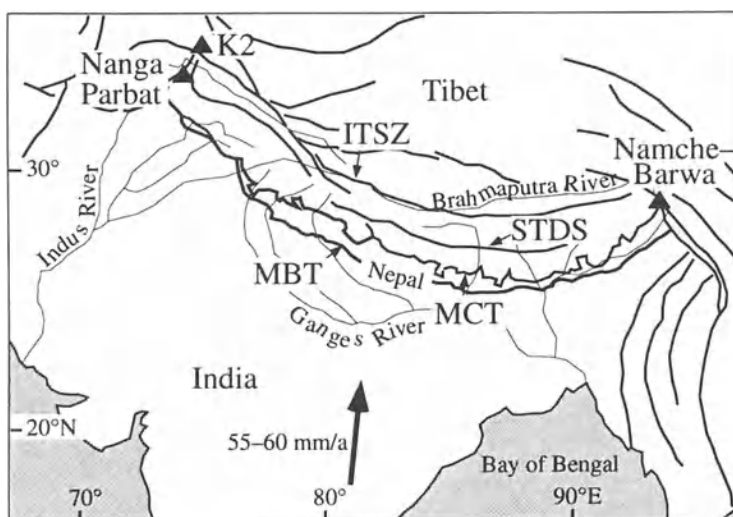 K2
Nanga
Parbat
Tibet
ITSZ
Namche–
Barwa
30°
Brahmaputra River
Indus River
STDS
MBT
Nepal
MCT
Ganges River
India
20°N
55–60 mm/a
Bay of Bengal
70°
80°
90°E